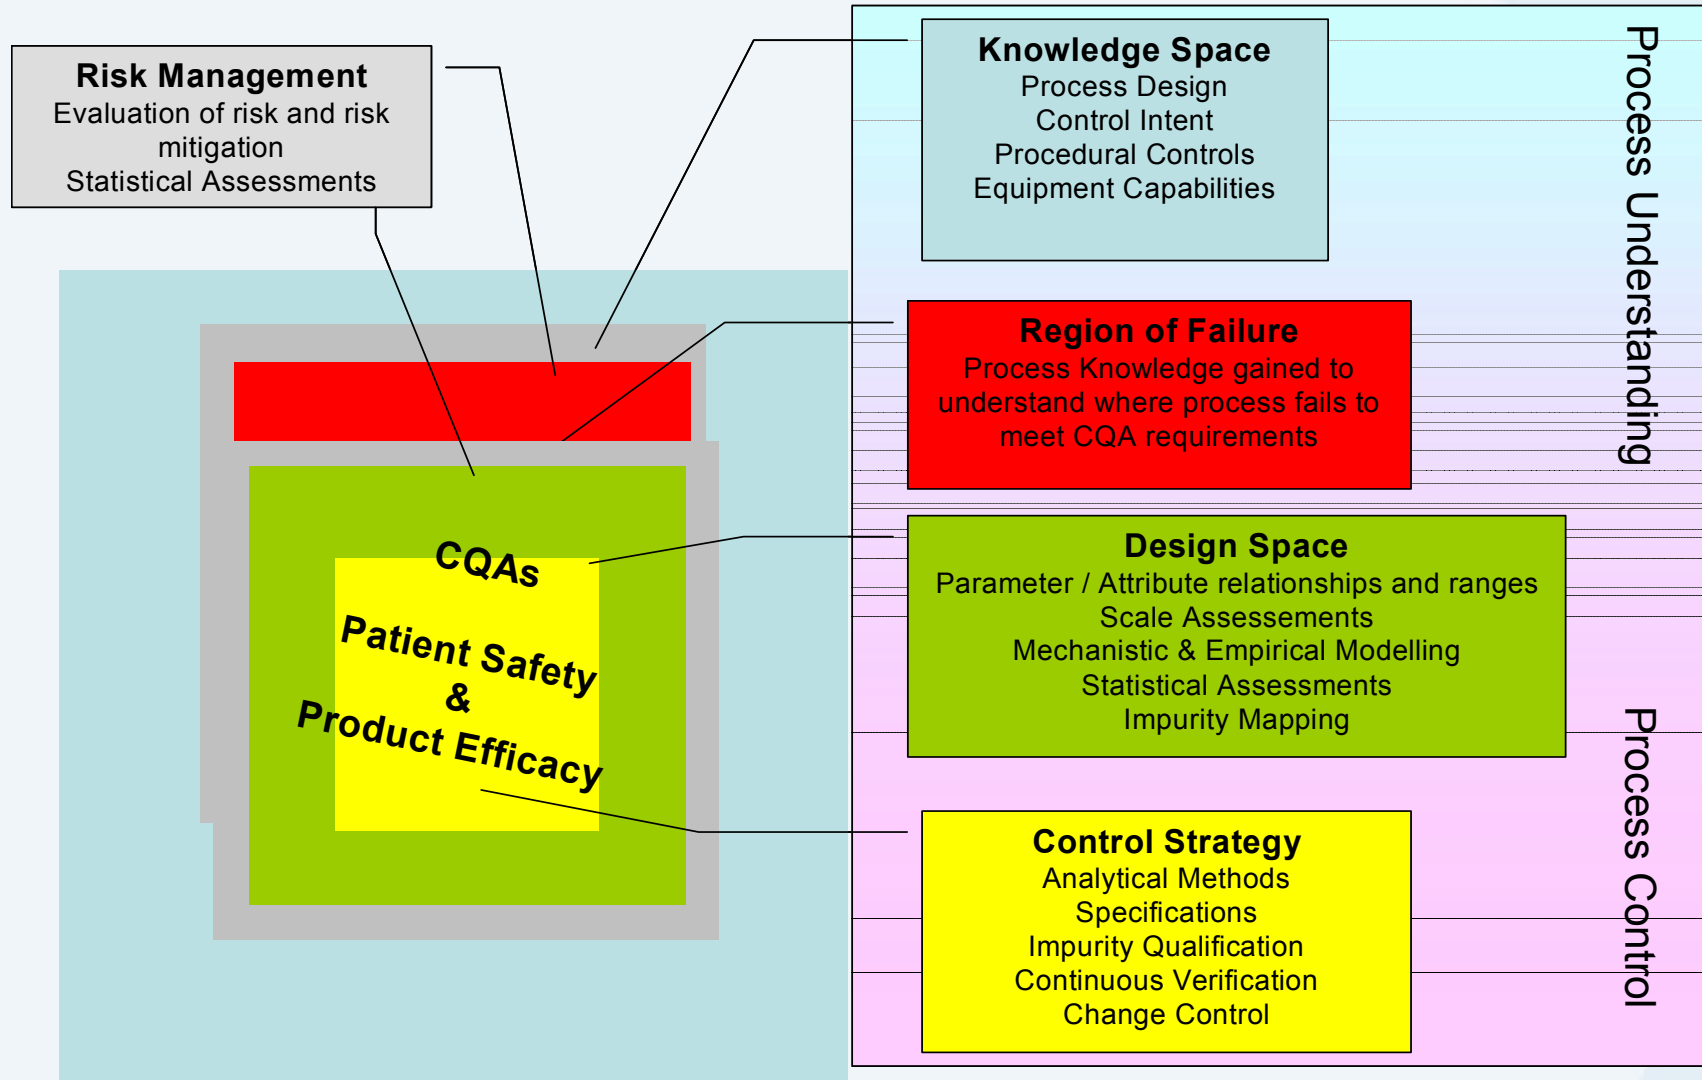 Risk Management
Evaluation of risk and risk
mitigation
Statistical Assessments
Knowledge Space
Process Design
Control Intent
Procedural Controls
Equipment Capabilities
Region of Failure
Process Knowledge gained to
understand where process fails to
meet CQA requirements
Design Space
Parameter / Attribute relationships and ranges
Scale Assessements
Mechanistic & Empirical Modelling
Statistical Assessments
Impurity Mapping
Control Strategy
Analytical Methods
Specifications
Impurity Qualification
Continuous Verification
Change Control
CQAs
Patient Safety
&
Product Efficacy
Process Understanding
Process Control